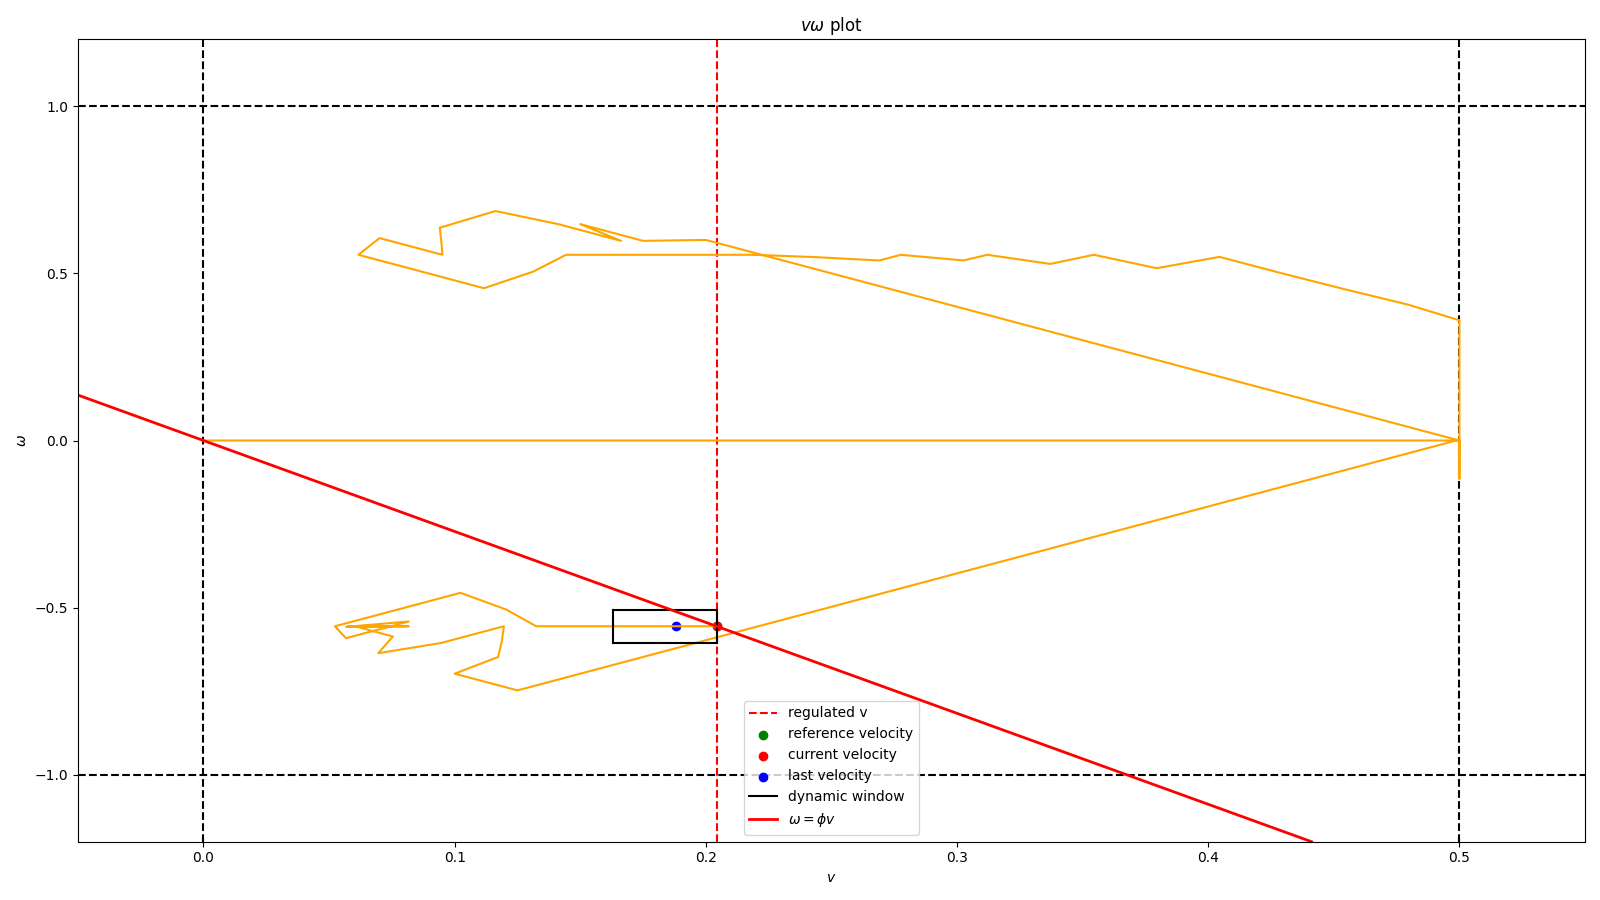 vω plot
1.0
0.5
0.0
−0.5
−1.0
ω
regulated v
reference velocity
current velocity
last velocity
dynamic window
ω = ϕv
0.0 0.1 0.2 0.3 0.4 0.5
v